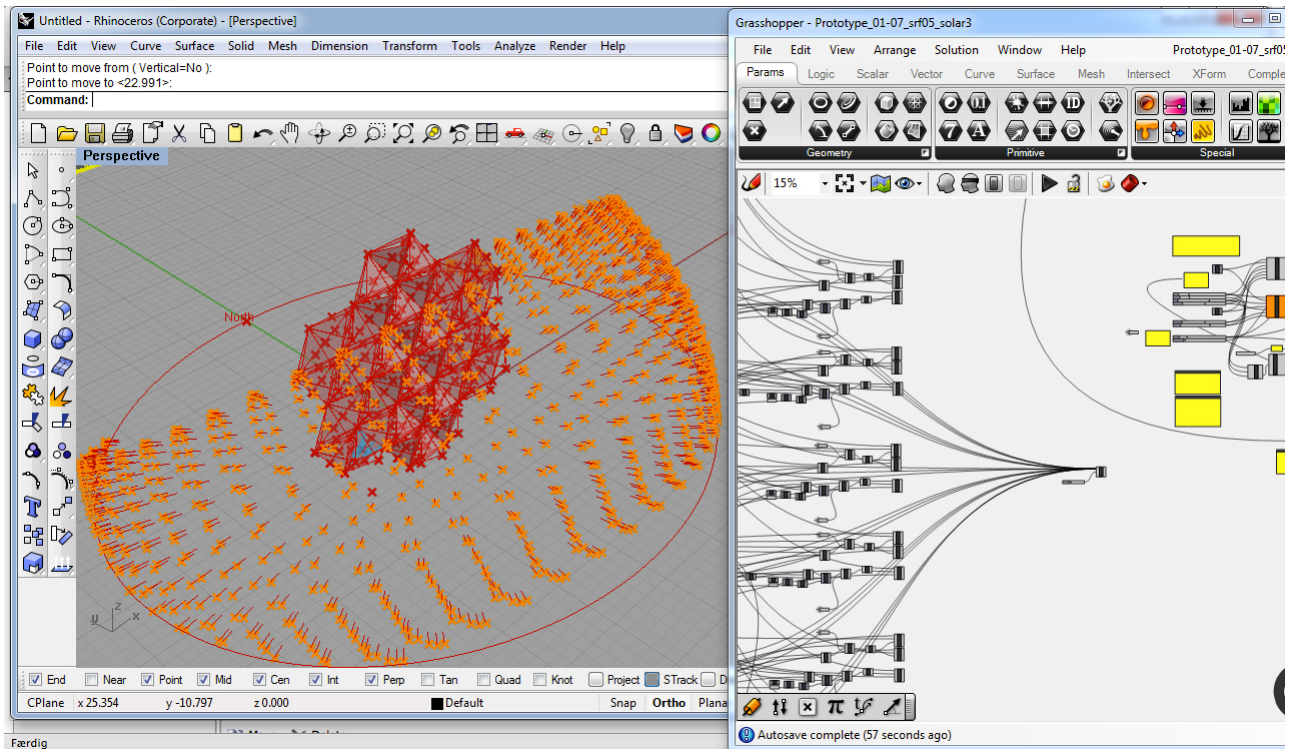 Untitled - Rhinoceros (Corporate) - [Perspective]
File Edit View Curve Surface Solid Mesh Dimension Transform Tools Analyze Render Help
Point to move from ( Vertical=No ):
Point to move to <22.991>:
Command:
Perspective
North
z
y
x
End Near Point Mid Cen Int Perp Tan Quad Knot Project STrack D
CPlane x 25.354 y -10.797 z 0.000 Default Snap Ortho Plana
Færdig
Grasshopper - Prototype_01-07_srf05_solar3
File Edit View Arrange Solution Window Help Prototype_01-07_srf05
Params Logic Scalar Vector Curve Surface Mesh Intersect XForm Comple
Geometry Primitive Special
15%
Autosave complete (57 seconds ago)